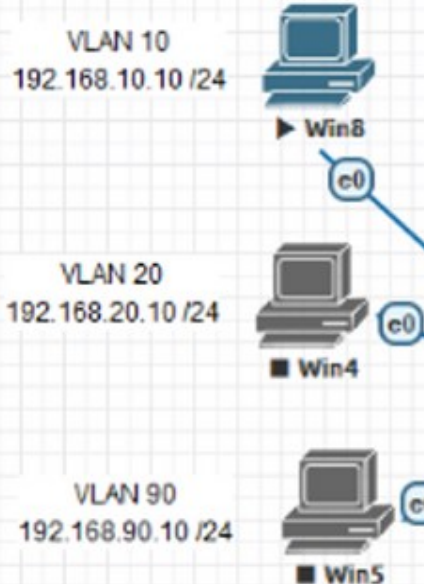 VLAN 10
192.168.10.10 /24
Win8
e0
VLAN 20
192.168.20.10 /24
e0
Win4
VLAN 90
192.168.90.10 /24
Win5